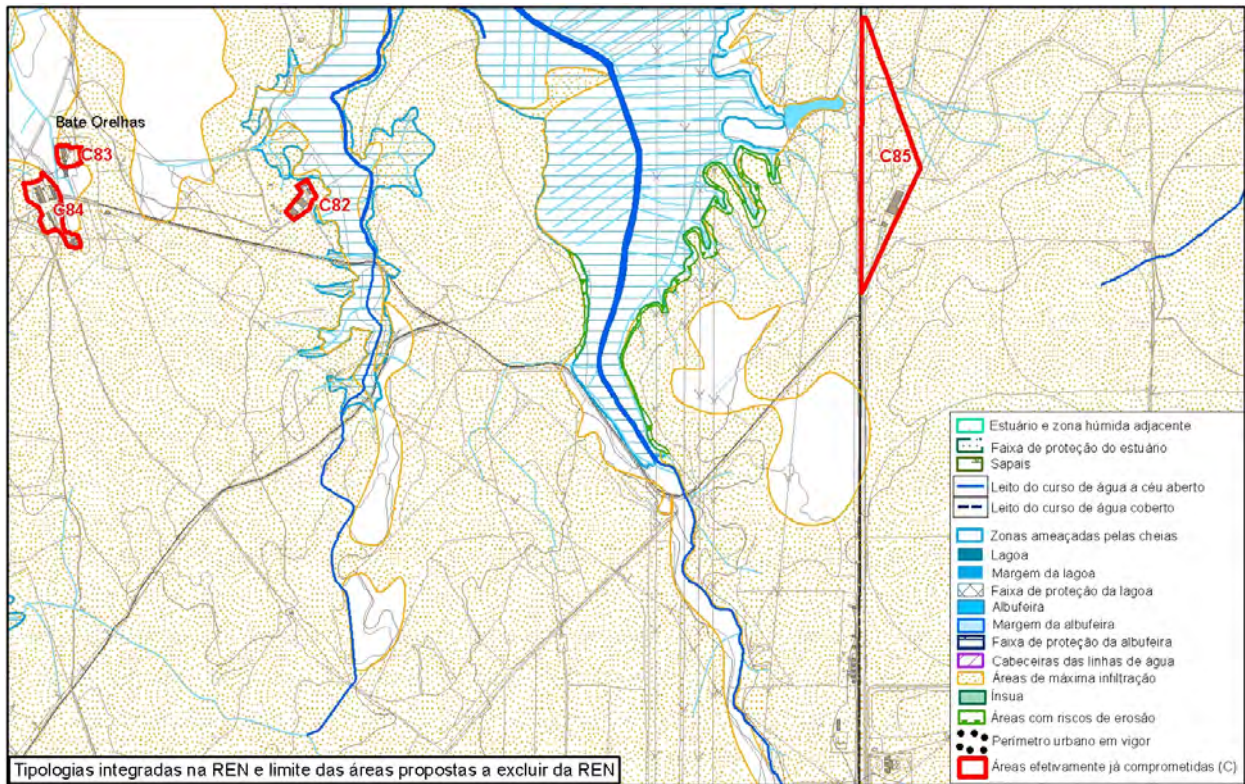 Bate Orelhas
C83
C84
C82
C85
Estuário e zona húmida adjacente
Faixa de proteção do estuário
Sapais
Leito do curso de água a céu aberto
Leito do curso de água coberto
Zonas ameaçadas pelas cheias
Lagoa
Margem da lagoa
Faixa de proteção da lagoa
Albufeira
Margem da albufeira
Faixa de proteção da albufeira
Cabeceiras das linhas de água
Áreas de máxima infiltração
Ínsua
Áreas com riscos de erosão
Perímetro urbano em vigor
Áreas efetivamente já comprometidas (C)
Tipologias integradas na REN e limite das áreas propostas a excluir da REN